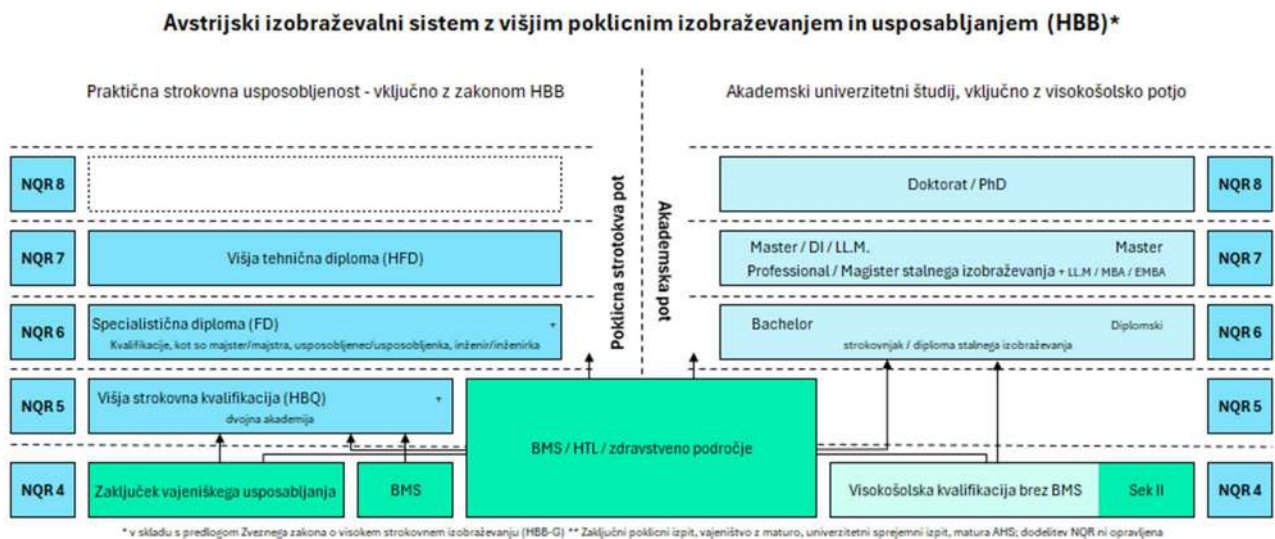 Avstrijski izobraževalni sistem z višjim poklicnim izobraževanjem in usposabljanjem (HBB)*
Praktična strokovna usposobljenost - vključno z zakonom HBB
Akademski univerzitetni študij, vključno z visokošolsko potjo
NQR 8
Doktorat / PhD
NQR 8
NQR 7
Višja tehnična diploma (HFD)
Master / DI / LL.M.
Master
Professional / Magister stalnega izobraževanja + LL.M / MBA / EMBA
NQR 7
Poklicna strotokva pot
Akademska pot
NQR 6
Specialistična diploma (FD)
+
Kvalifikacije, kot so majster/majstra, usposobljenec/usposobljenka, inženir/inženirka
Bachelor
Diplomski
strokovnjak / diploma stalnega izobraževanja
NQR 6
NQR 5
Višja strokovna kvalifikacija (HBQ)
+
dvojna akademija
NQR 5
BMS / HTL / zdravstveno področje
NQR 4
Zaključek vajeniškega usposabljanja
BMS
Visokošolska kvalifikacija brez BMS
Sek II
NQR 4
* v skladu s predlogom Zveznega zakona o visokem strokovnem izobraževanju (HBB-G) ** Zaključni poklicni izpit, vajeništvo z maturo, univerzitetni sprejemni izpit, matura AHS; dodelitev NQR ni opravljena